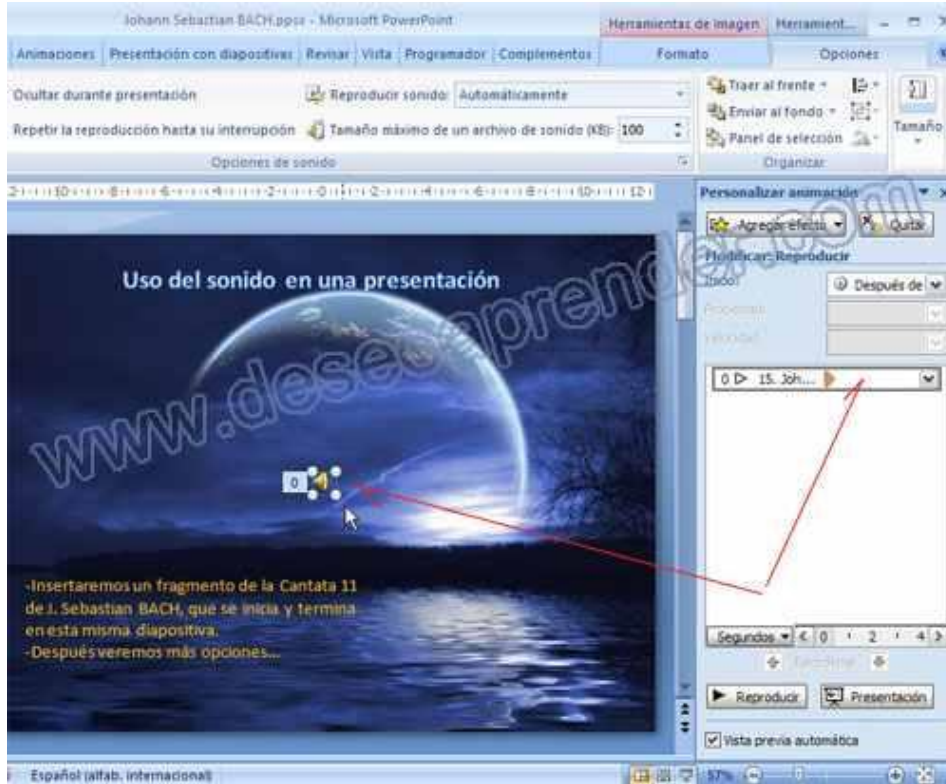 Johann Sebastian BACH.ppsx - Microsoft PowerPoint
Herramientas de imagen
Herramient...
Animaciones Presentación con diapositivas Revisar Vista Programador Complementos Formato Opciones
Ocultar durante presentación
Reproducir sonido: Automáticamente
Repetir la reproducción hasta su interrupción
Tamaño máximo de un archivo de sonido (KB): 100
Opciones de sonido
Traer al frente
Enviar al fondo
Panel de selección
Organizar
Tamaño
Personalizar animación
Agregar efecto
Quitar
Modificar: Reproducir
Inicio:
Después de
Velocidad:
0 15. Joh...
Uso del sonido en una presentación
www.deseoaprender.com
0
-Insertaremos un fragmento de la Cantata 11
de J. Sebastian BACH, que se inicia y termina
en esta misma diapositiva.
-Después veremos más opciones...
Segundos 0 2 4
Reproducir
Presentación
Vista previa automática
Español (alfab. internacional)
57%